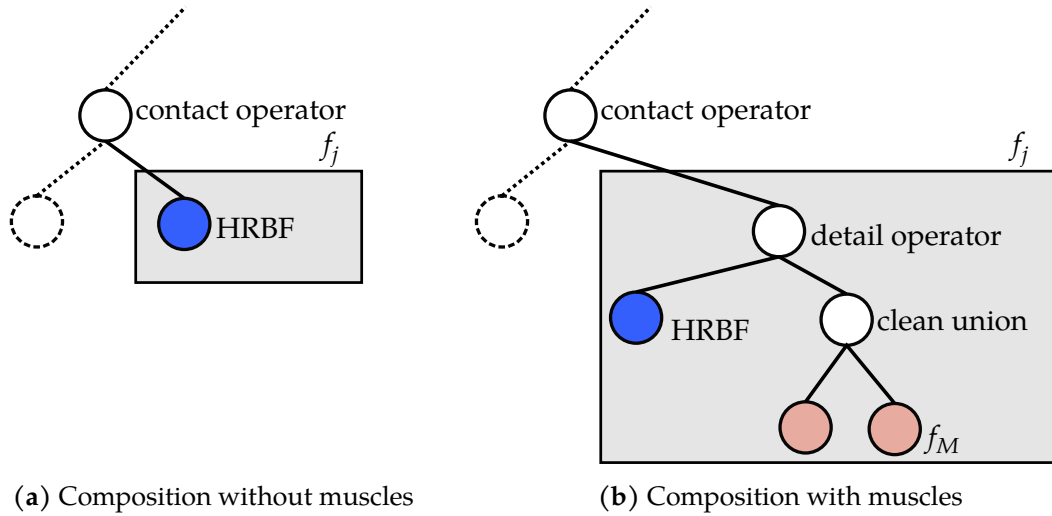 contact operator
f_j
HRBF
(a) Composition without muscles
contact operator
f_j
detail operator
HRBF
clean union
f_M
(b) Composition with muscles